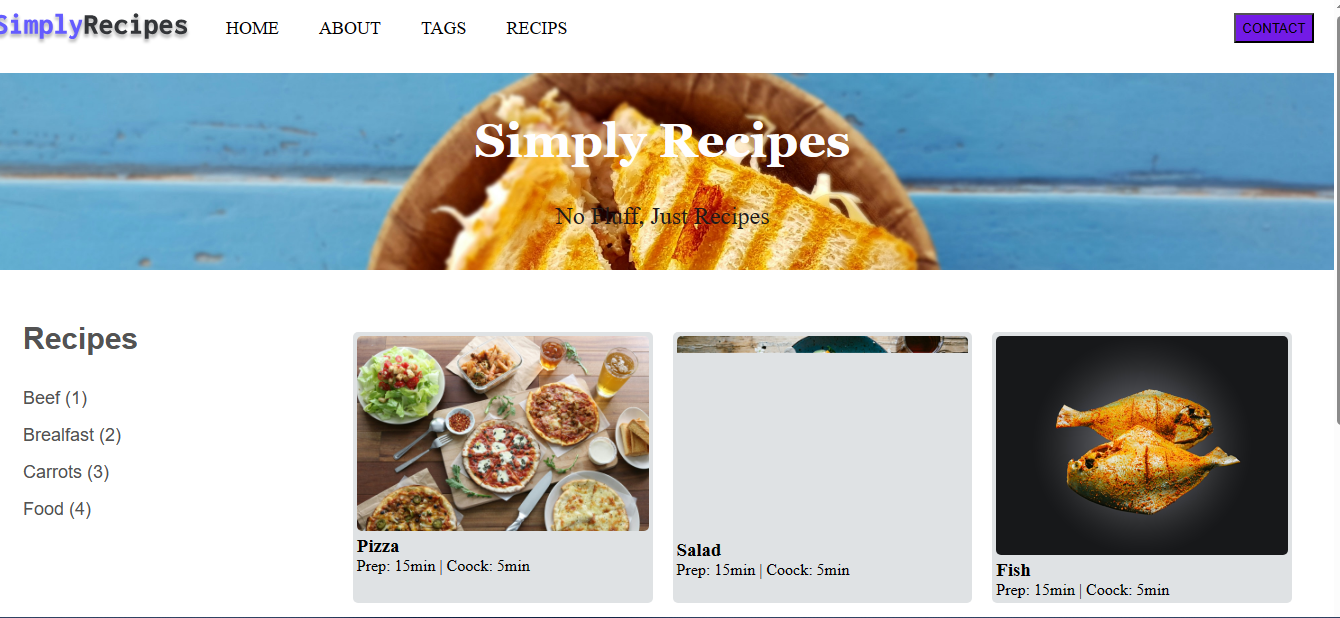 SimplyRecipes HOME ABOUT TAGS RECIPS CONTACT
Simply Recipes
No Fluff, Just Recipes
Recipes
Beef (1)
Brealfast (2)
Carrots (3)
Food (4)
Pizza
Prep: 15min | Coock: 5min
Salad
Prep: 15min | Coock: 5min
Fish
Prep: 15min | Coock: 5min